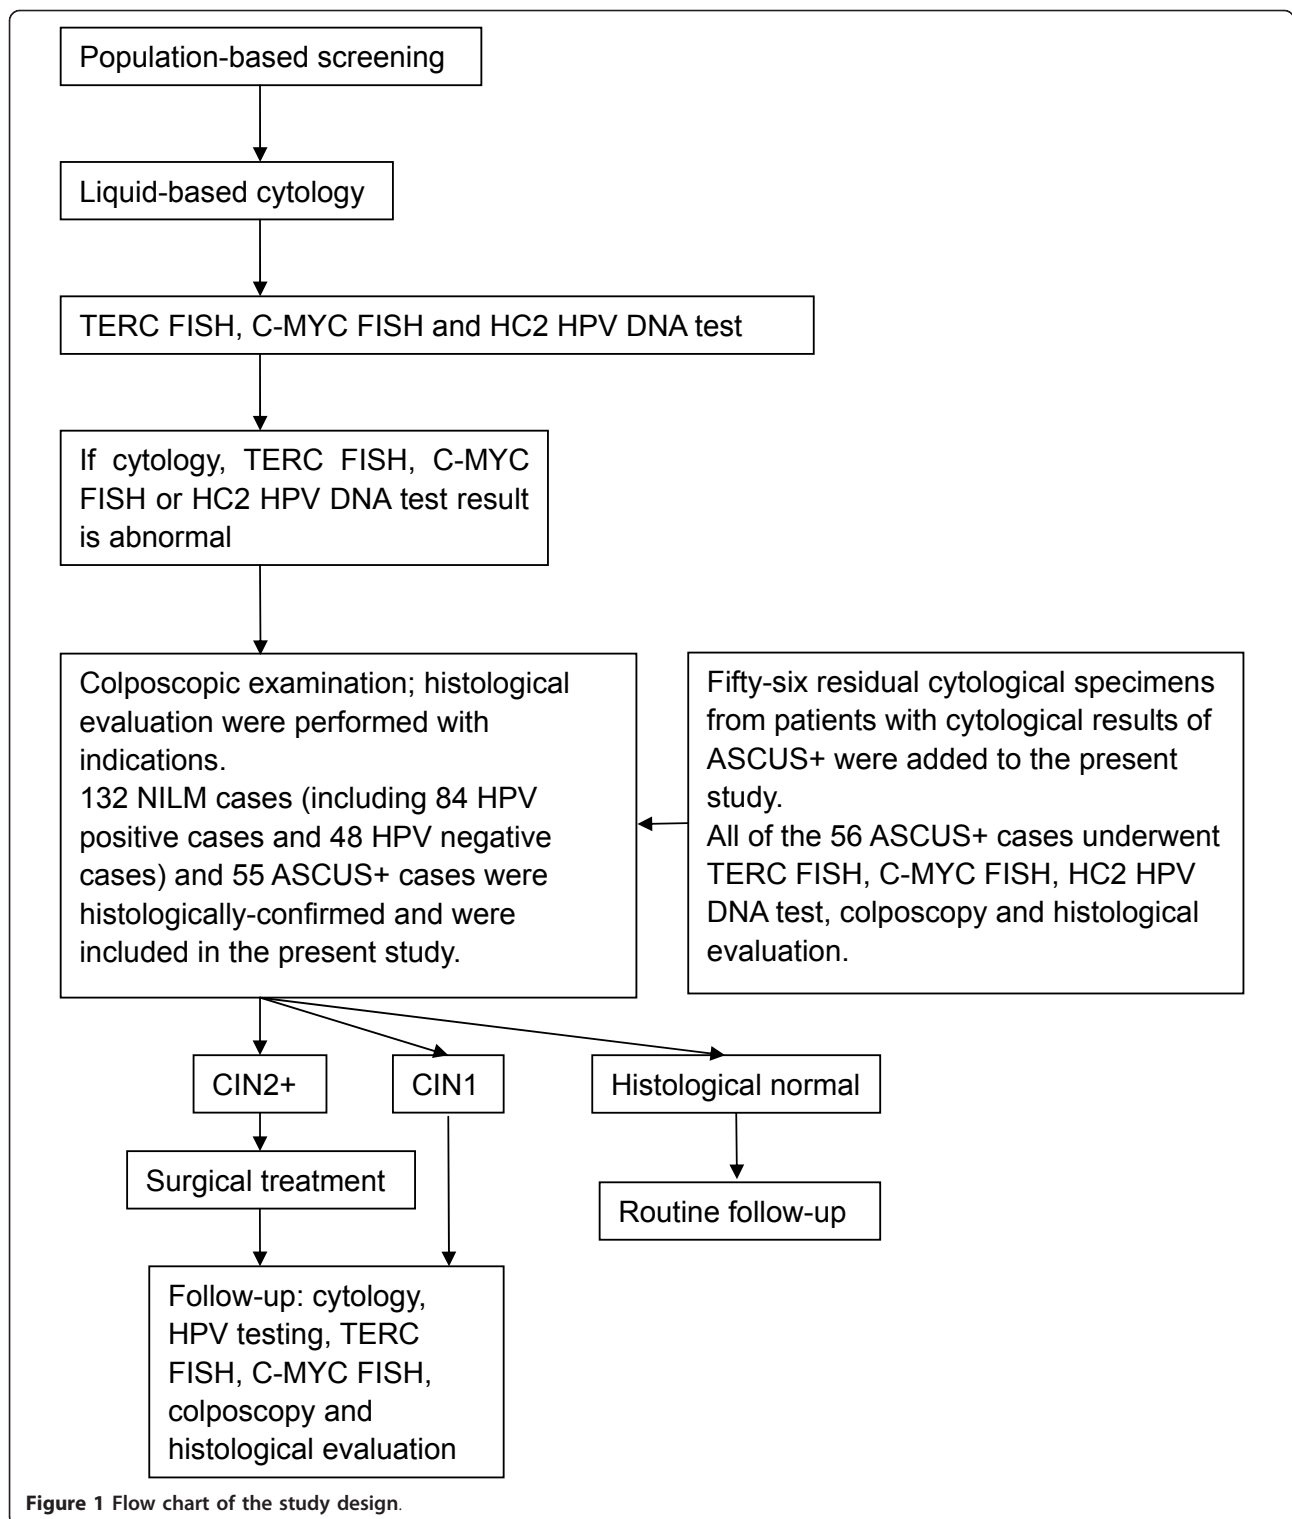 Population-based screening
Liquid-based cytology
TERC FISH, C-MYC FISH and HC2 HPV DNA test
If cytology, TERC FISH, C-MYC
FISH or HC2 HPV DNA test result
is abnormal
Colposcopic examination; histological
evaluation were performed with
indications.
132 NILM cases (including 84 HPV
positive cases and 48 HPV negative
cases) and 55 ASCUS+ cases were
histologically-confirmed and were
included in the present study.
Fifty-six residual cytological specimens
from patients with cytological results of
ASCUS+ were added to the present
study.
All of the 56 ASCUS+ cases underwent
TERC FISH, C-MYC FISH, HC2 HPV
DNA test, colposcopy and histological
evaluation.
CIN2+
CIN1
Histological normal
Surgical treatment
Routine follow-up
Follow-up: cytology,
HPV testing, TERC
FISH, C-MYC FISH,
colposcopy and
histological evaluation
Figure 1 Flow chart of the study design.